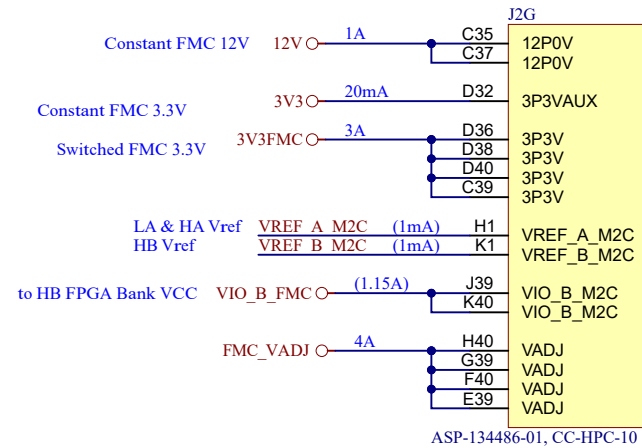 J2G
Constant FMC 12V 12V 1A C35 12P0V
C37 12P0V
Constant FMC 3.3V 3V3 20mA D32 3P3VAUX
Switched FMC 3.3V 3V3FMC 3A D36 3P3V
D38 3P3V
D40 3P3V
C39 3P3V
LA & HA Vref VREF_A_M2C (1mA) H1 VREF_A_M2C
HB Vref VREF_B_M2C (1mA) K1 VREF_B_M2C
to HB FPGA Bank VCC VIO_B_FMC (1.15A) J39 VIO_B_M2C
K40 VIO_B_M2C
FMC_VADJ 4A H40 VADJ
G39 VADJ
F40 VADJ
E39 VADJ
ASP-134486-01, CC-HPC-10